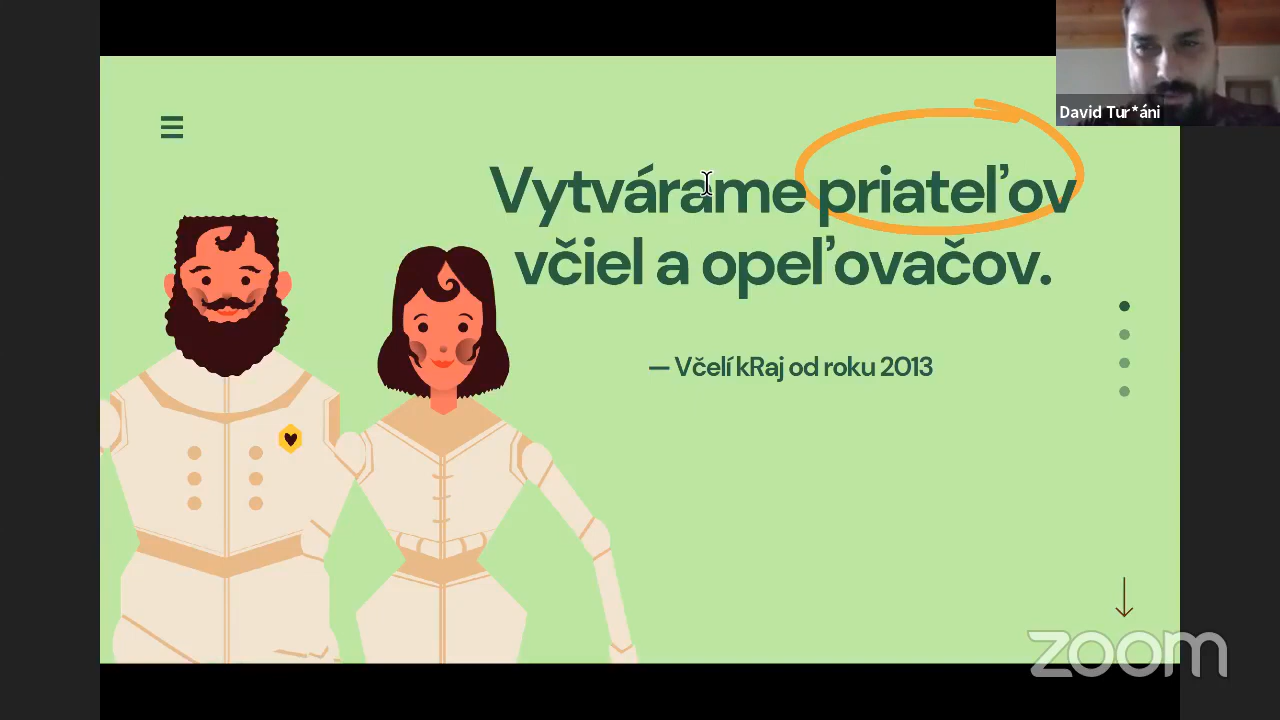 David Tur*áni
Vytvárame priateľov
včiel a opeľovačov.
— Včelí kRaj od roku 2013
zoom